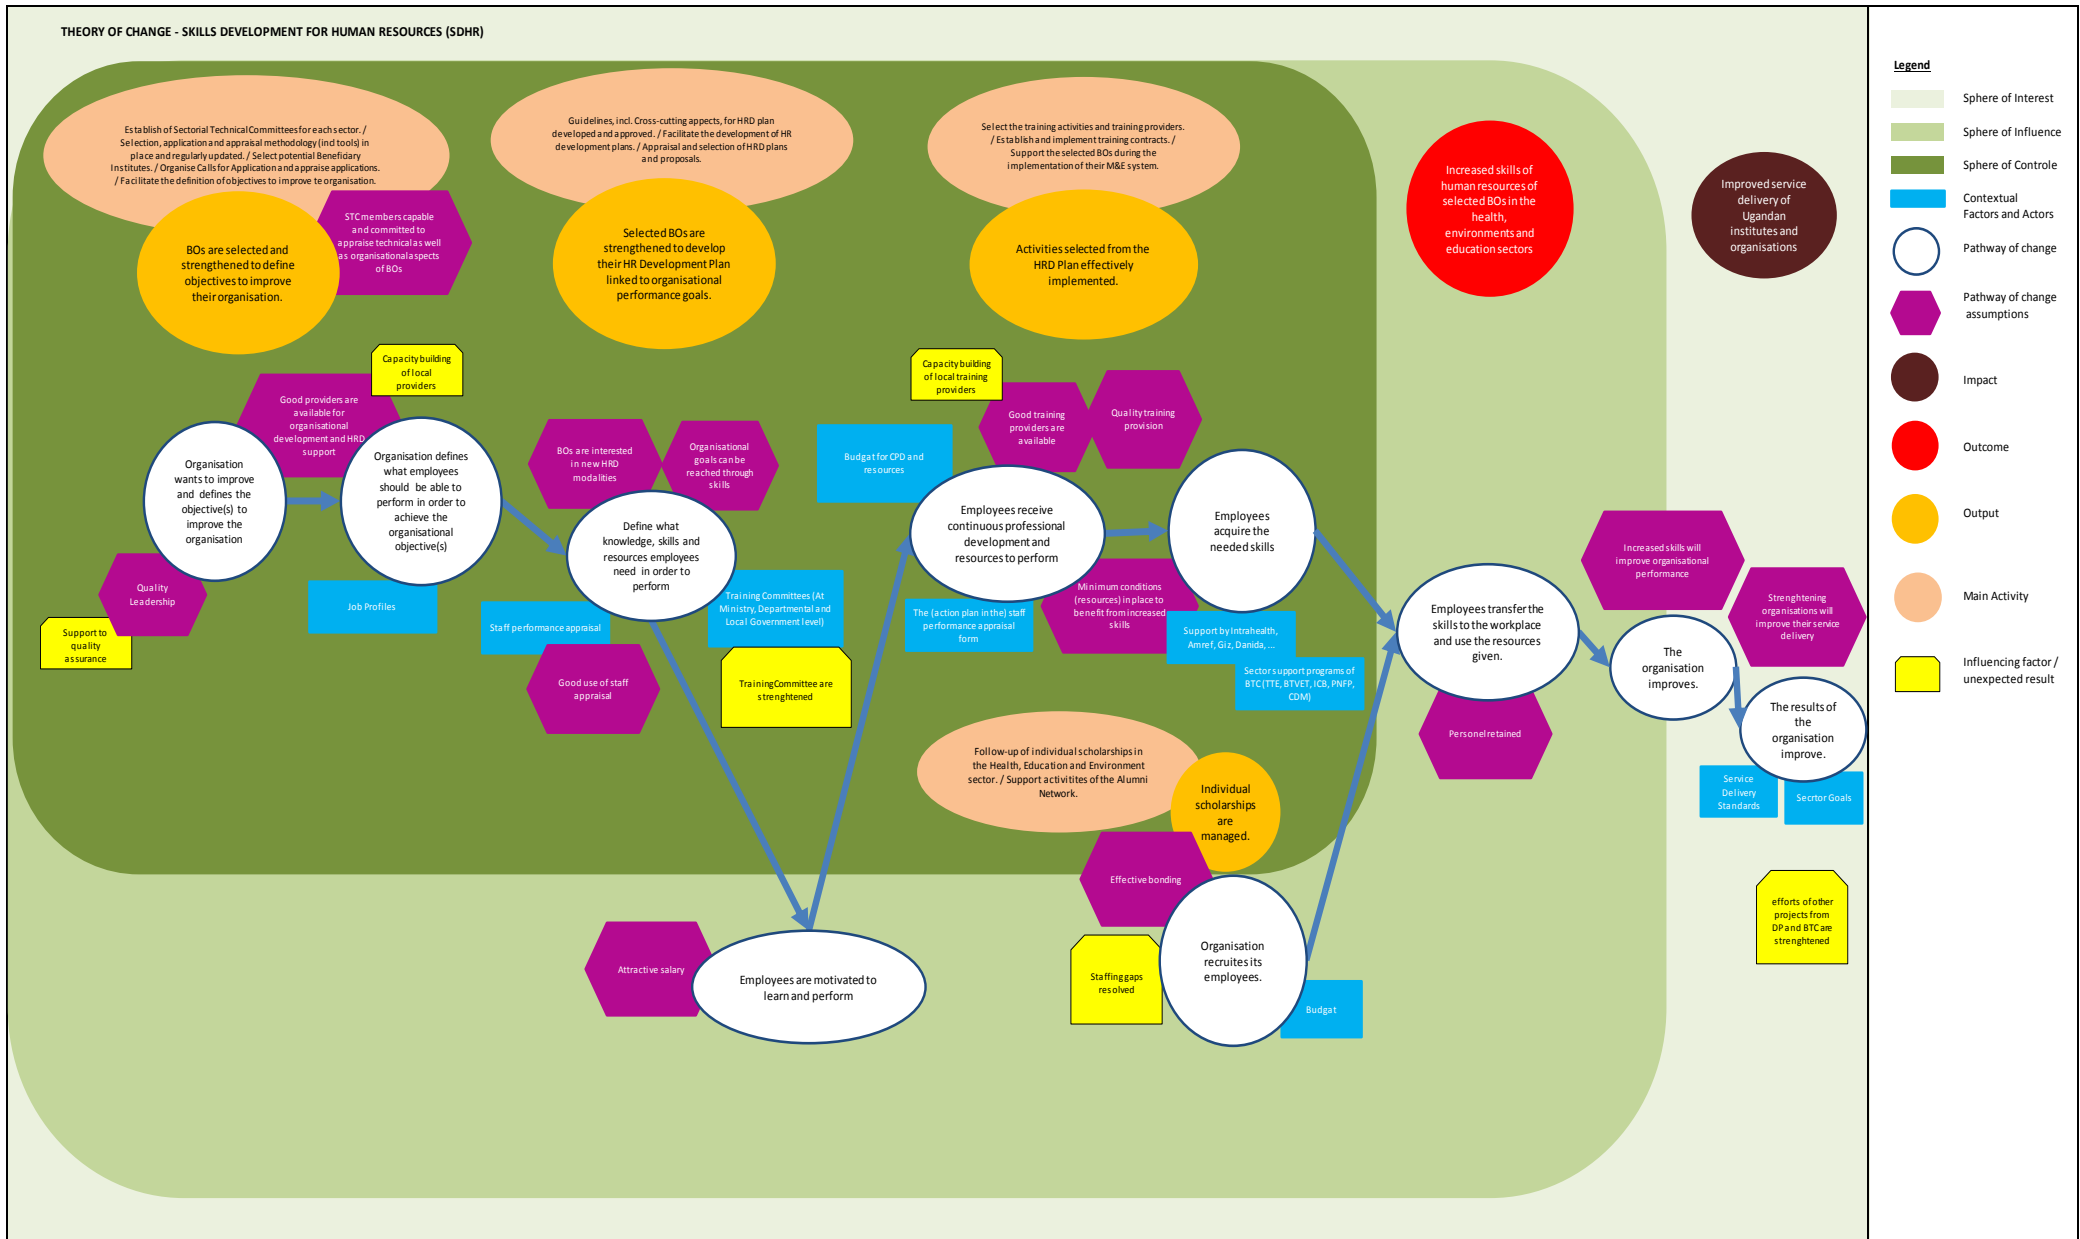 THEORY OF CHANGE - SKILLS DEVELOPMENT FOR HUMAN RESOURCES (SDHR)
Establish of Sectorial Technical Committees for each sector. /
Selection, application and appraisal methodology (incl tools) in
place and regularly updated. / Select potential Beneficiary
Institutes. / Organise Calls for Application and appraise applications.
/ Facilitate the definition of objectives to improve te organisation.
BOs are selected and
strengthened to define
objectives to improve
their organisation.
STC members capable
and committed to
appraise technical as well
as organisational aspects
of BOs
Guidelines, incl. Cross-cutting appects, for HRD plan
developed and approved. / Facilitate the development of HR
development plans. / Appraisal and selection of HRD plans
and proposals.
Selected BOs are
strengthened to develop
their HR Development Plan
linked to organisational
performance goals.
Select the training activities and training providers.
/ Establish and implement training contracts. /
Support the selected BOs during the
implementation of their M&E system.
Activities selected from the
HRD Plan effectively
implemented.
Increased skills of
human resources of
selected BOs in the
health,
environments and
education sectors
Improved service
delivery of
Ugandan
institutes and
organisations
Capacity building
of local
providers
Good providers are
available for
organisational
development and HRD
support
Organisation
wants to improve
and defines the
objective(s) to
improve the
organisation
Organisation defines
what employees
should be able to
perform in order to
achieve the
organisational
objective(s)
Quality
Leadership
Support to
quality
assurance
Job Profiles
BOs are interested
in new HRD
modalities
Organisational
goals can be
reached through
skills
Define what
knowledge, skills and
resources employees
need in order to
perform
Staff performance appraisal
Good use of staff
appraisal
Training Committees (At
Ministry, Departmental and
Local Government level)
Training Committee are
strenghtened
Budgat for CPD and
resources
Capacity building
of local training
providers
Good training
providers are
available
Quality training
provision
Employees receive
continuous professional
development and
resources to perform
Employees
acquire the
needed skills
The (action plan in the) staff
performance appraisal
form
Minimum conditions
(resources) in place to
benefit from increased
skills
Support by Intrahealth,
Amref, Giz, Danida, ...
Sector support programs of
BTC (TTE, BTVET, ICB, PNFP,
CDM)
Follow-up of individual scholarships in
the Health, Education and Environment
sector. / Support activitites of the Alumni
Network.
Individual
scholarships
are
managed.
Effective bonding
Staffing gaps
resolved
Organisation
recruites its
employees.
Budgat
Attractive salary
Employees are motivated to
learn and perform
Employees transfer the
skills to the workplace
and use the resources
given.
Personel retained
Increased skills will
improve organisational
performance
Strenghtening
organisations will
improve their service
delivery
The
organisation
improves.
The results of
the
organisation
improve.
Service
Delivery
Standards
Secrtor Goals
efforts of other
projects from
DP and BTC are
strenghtened
Legend
Sphere of Interest
Sphere of Influence
Sphere of Controle
Contextual
Factors and Actors
Pathway of change
Pathway of change
assumptions
Impact
Outcome
Output
Main Activity
Influencing factor /
unexpected result